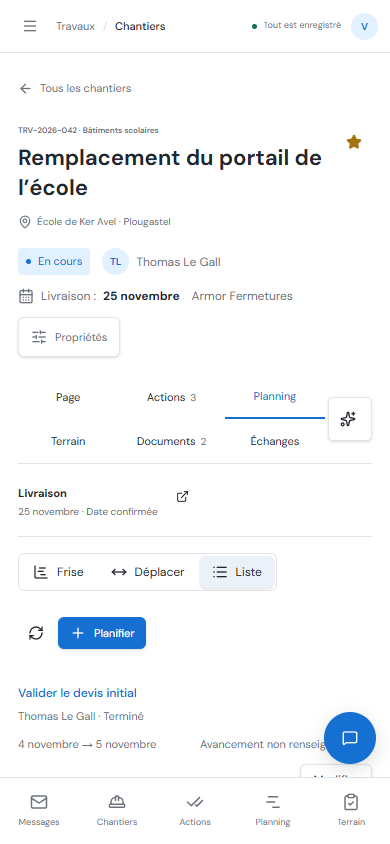 Travaux / Chantiers
Tout est enregistré
V
Tous les chantiers
TRV-2026-042 · Bâtiments scolaires
Remplacement du portail de
l’école
École de Ker Avel · Plougastel
En cours
TL
Thomas Le Gall
Livraison : 25 novembre Armor Fermetures
Propriétés
Page
Actions 3
Planning
Terrain
Documents 2
Échanges
Livraison
25 novembre · Date confirmée
Frise
Déplacer
Liste
Planifier
Valider le devis initial
Thomas Le Gall · Terminé
4 novembre → 5 novembre
Avancement non
Messages
Chantiers
Actions
Planning
Terrain